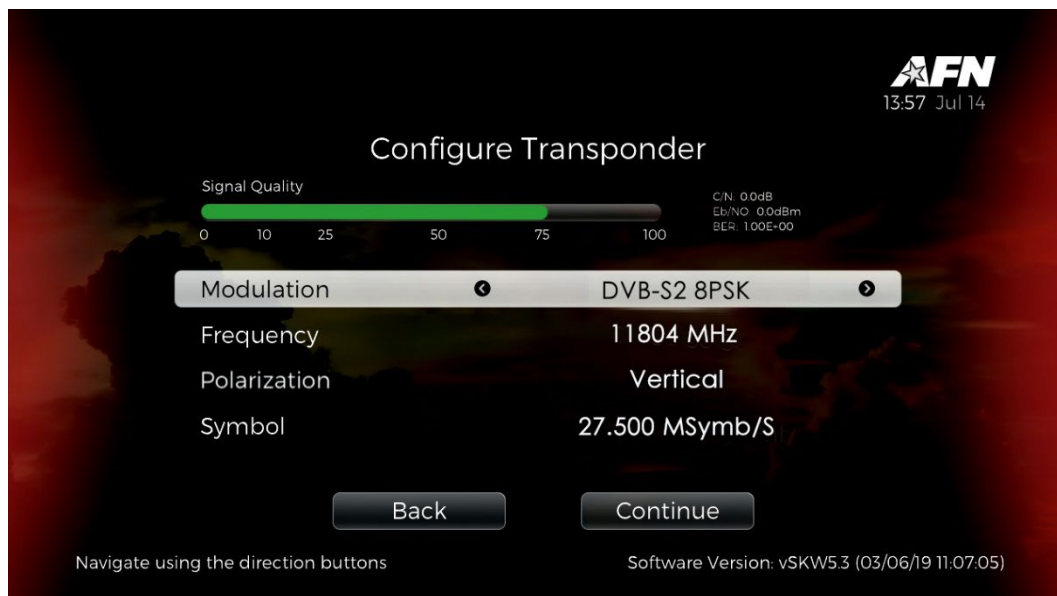 AFN
13:57 Jul 14
Configure Transponder
Signal Quality
C/N: 0.0dB
Eb/NO 0.0dBm
BER: 1.00E+00
0 10 25 50 75 100
Modulation DVB-S2 8PSK
Frequency 11804 MHz
Polarization Vertical
Symbol 27.500 MSymb/S
Back Continue
Navigate using the direction buttons Software Version: vSKW5.3 (03/06/19 11:07:05)